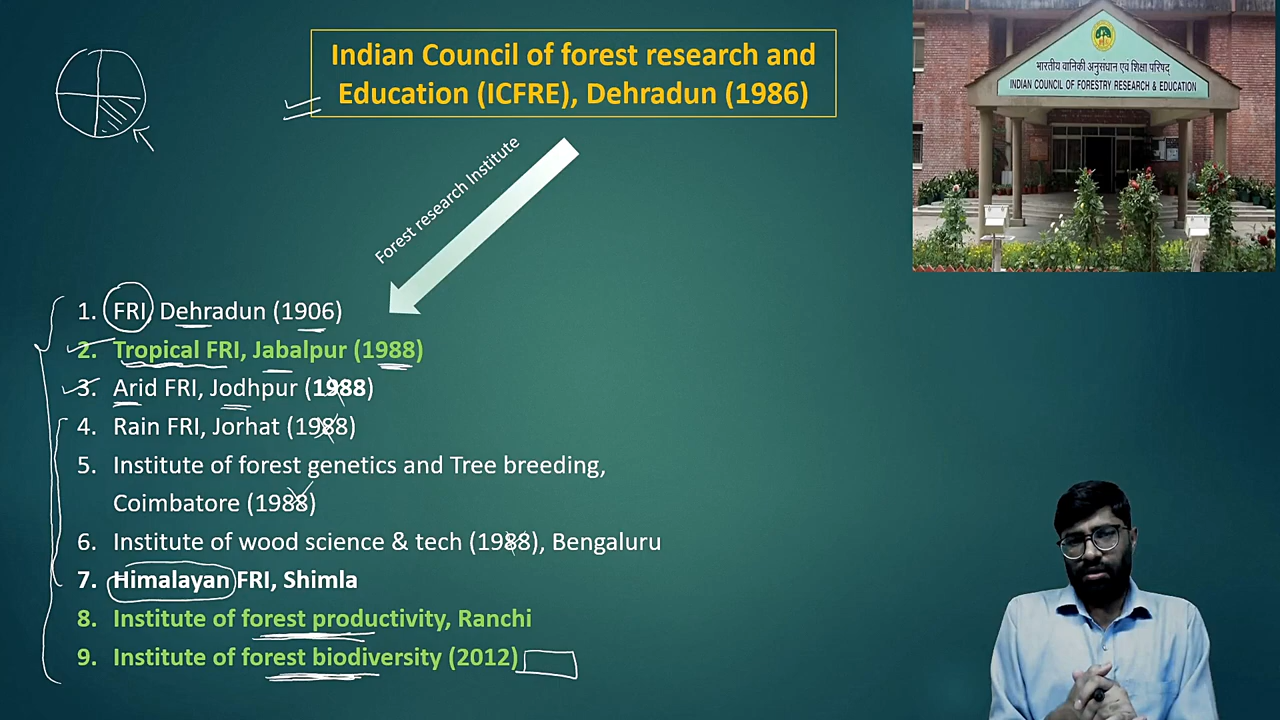 Indian Council of forest research and
Education (ICFRE), Dehradun (1986)
भारतीय वानिकी अनुसंधान एवं शिक्षा परिषद्
INDIAN COUNCIL OF FORESTRY RESEARCH & EDUCATION
Forest research Institute
1. FRI, Dehradun (1906)
2. Tropical FRI, Jabalpur (1988)
3. Arid FRI, Jodhpur (1988)
4. Rain FRI, Jorhat (1988)
5. Institute of forest genetics and Tree breeding,
Coimbatore (1988)
6. Institute of wood science & tech (1988), Bengaluru
7. Himalayan FRI, Shimla
8. Institute of forest productivity, Ranchi
9. Institute of forest biodiversity (2012)